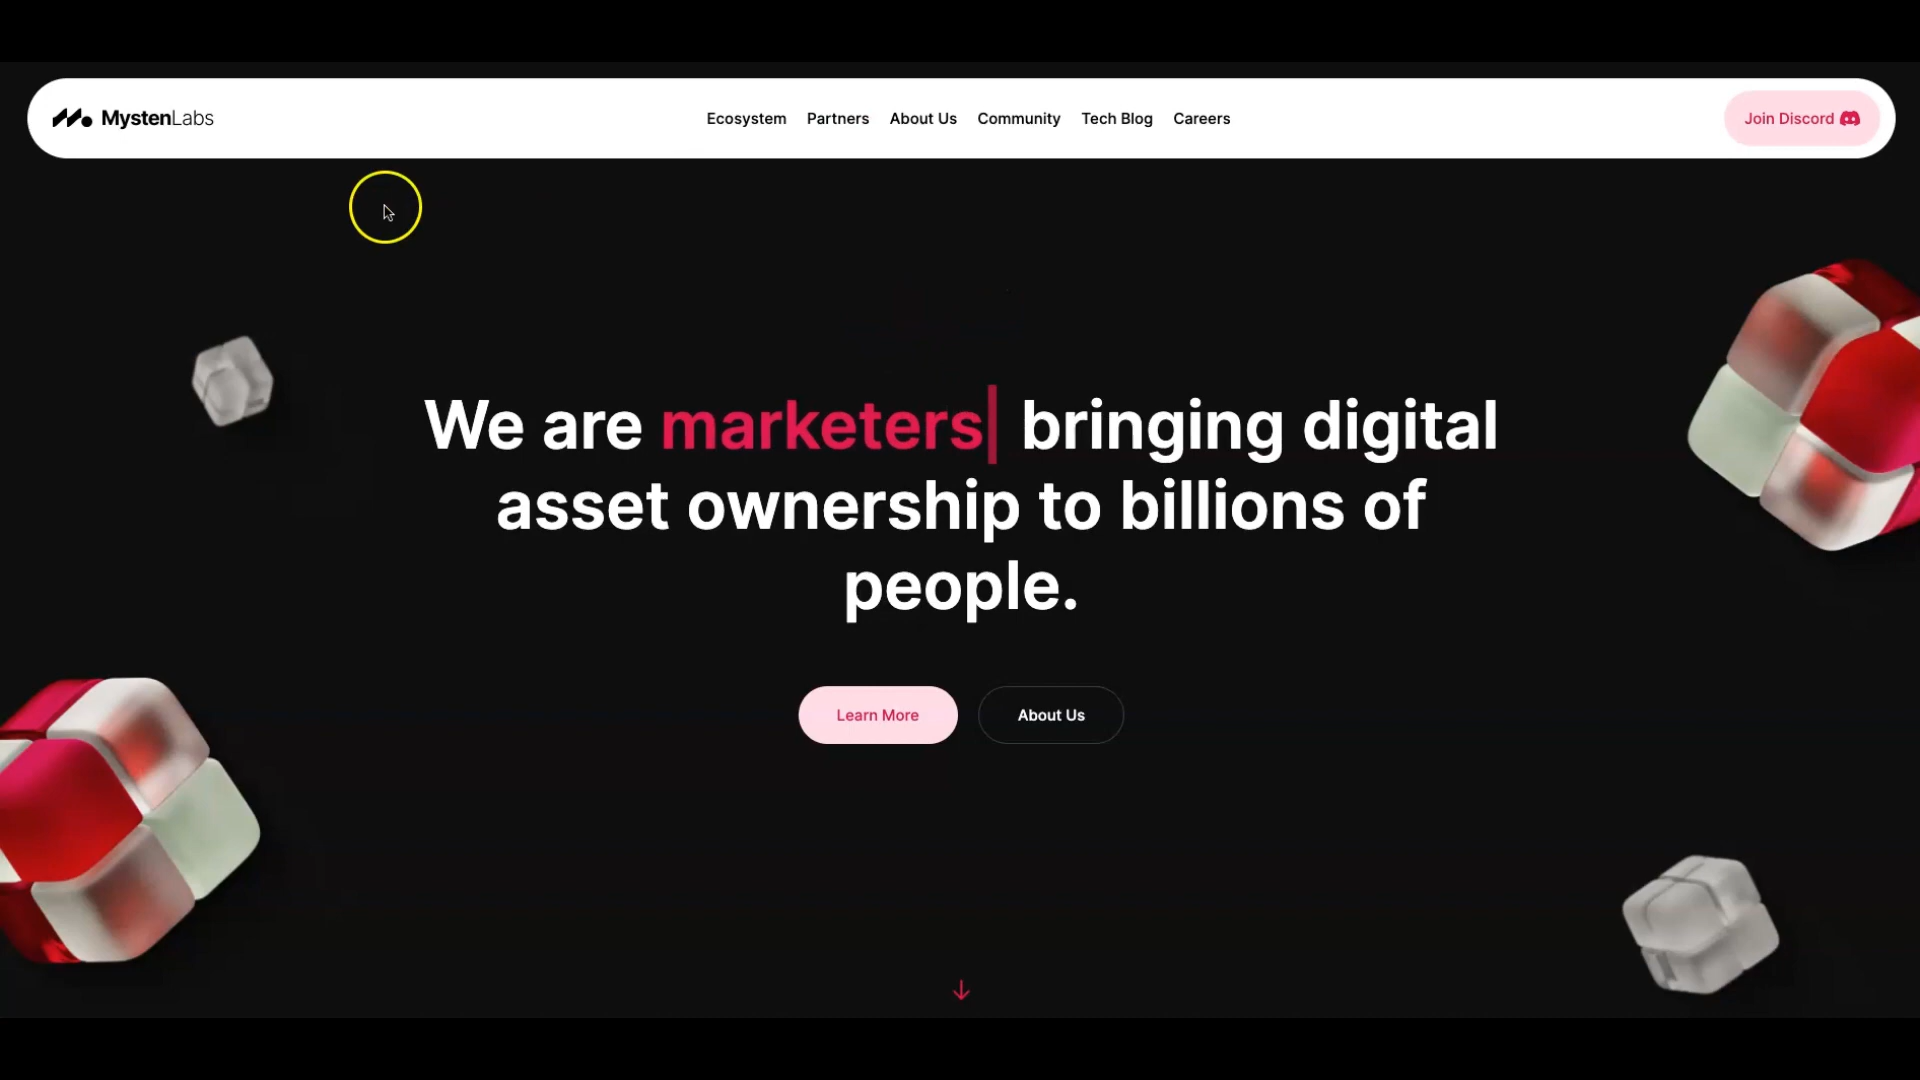 MystenLabs
Ecosystem Partners About Us Community Tech Blog Careers
Join Discord
We are marketers| bringing digital
asset ownership to billions of
people.
Learn More
About Us